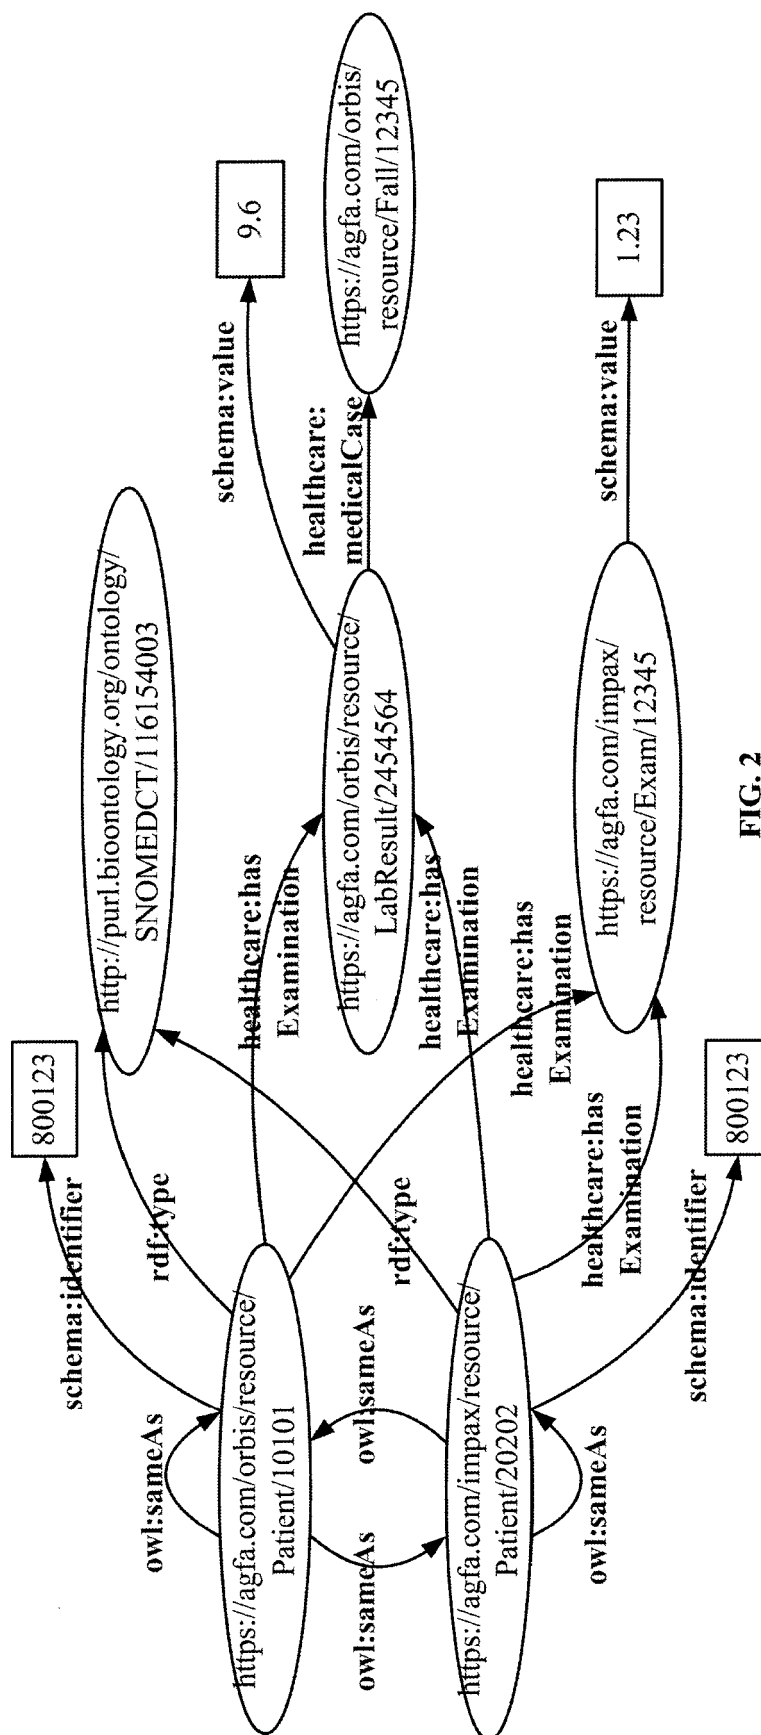 owl:sameAs
schema:identifier
800123
rdf:type
http://purl.bioontology.org/ontology/
SNOMEDCT/116154003
schema:value
9.6
https://agfa.com/orbis/resource/
Patient/10101
healthcare:has
Examination
https://agfa.com/orbis/resource/
LabResult/2454564
healthcare:
medicalCase
https://agfa.com/orbis/
resource/Fall/12345
owl:sameAs
owl:sameAs
rdf:type
healthcare:has
Examination
healthcare:has
Examination
https://agfa.com/impax/resource/
Patient/20202
healthcare:has
Examination
https://agfa.com/impax/
resource/Exam/12345
schema:value
1.23
owl:sameAs
schema:identifier
800123
FIG. 2